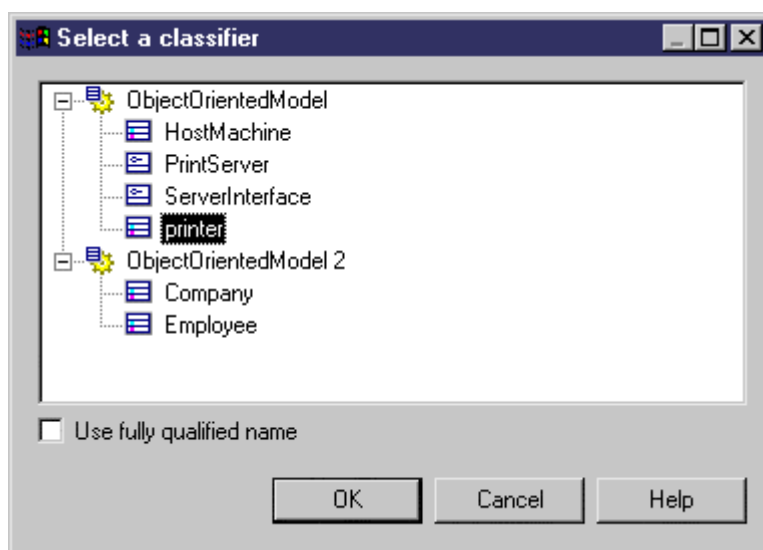 Select a classifier
ObjectOrientedModel
HostMachine
PrintServer
ServerInterface
printer
ObjectOrientedModel 2
Company
Employee
Use fully qualified name
OK Cancel Help